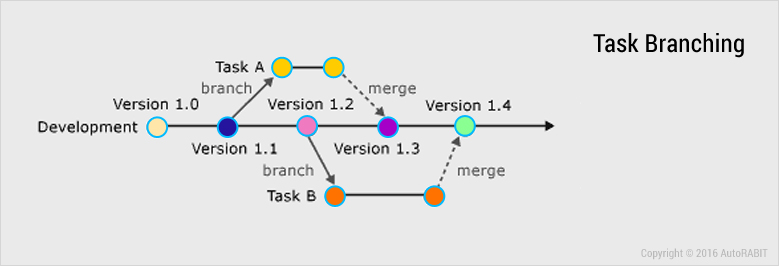 Task Branching
Task A
branch
merge
Version 1.0
Version 1.2
Version 1.4
Development
Version 1.1
Version 1.3
branch
merge
Task B
Copyright © 2016 AutoRABIT